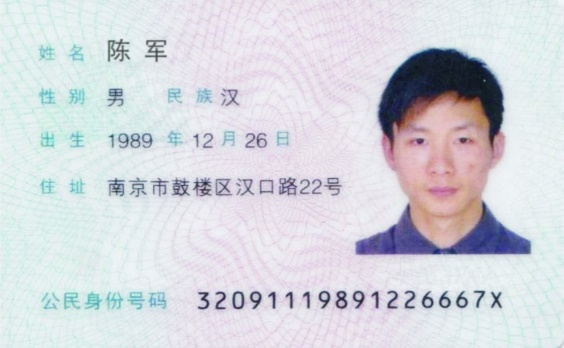 姓名 陈军
性别 男 民族 汉
出生 1989 年 12 月 26 日
住址 南京市鼓楼区汉口路22号
公民身份号码 32091119891226667X